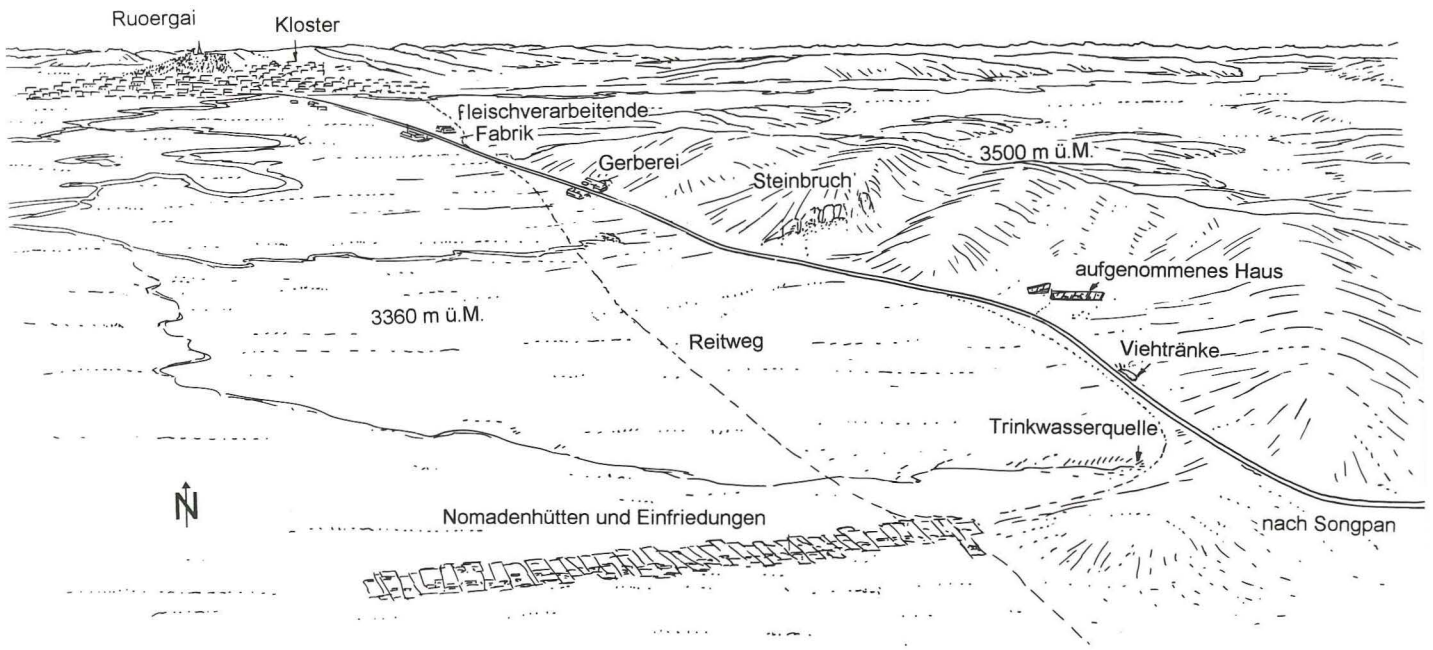 Ruoergai
Kloster
fleischverarbeitende
Fabrik
Gerberei
3500 m ü.M.
Steinbruch
aufgenommenes Haus
3360 m ü.M.
Reitweg
Viehtränke
Trinkwasserquelle
N
Nomadenhütten und Einfriedungen
nach Songpan